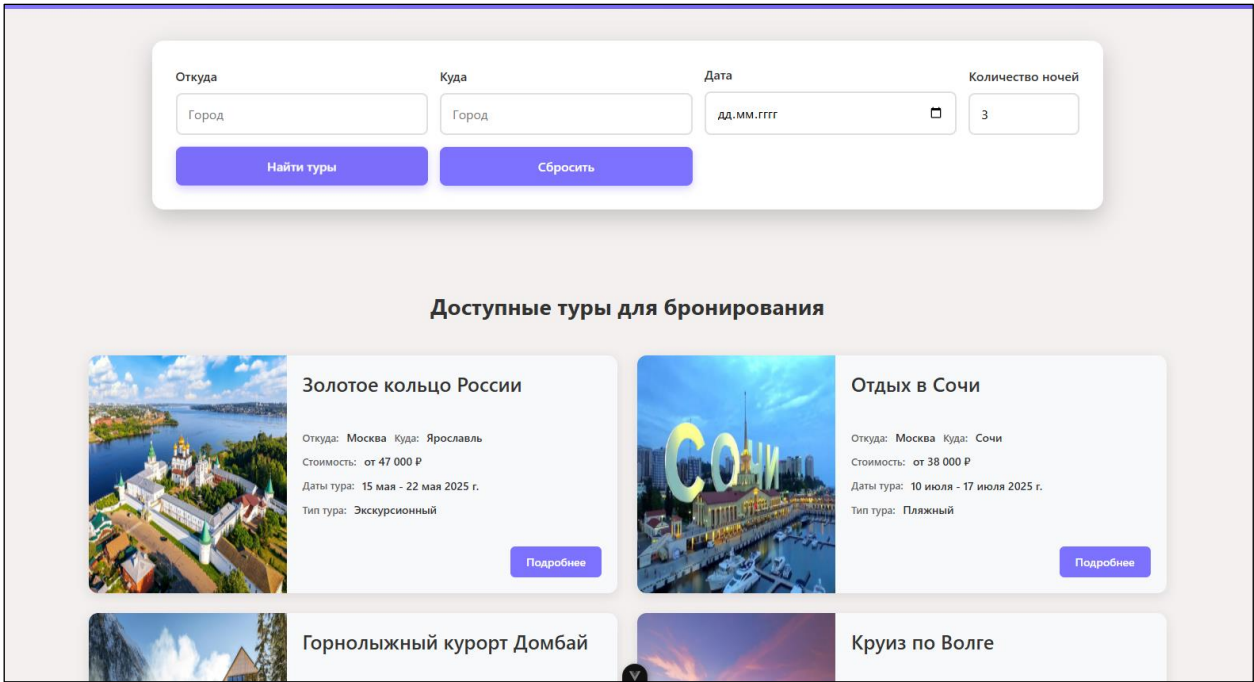 Откуда Куда Дата Количество ночей
Город Город дд.мм.гггг 3
Найти туры Сбросить
Доступные туры для бронирования
Золотое кольцо России
Откуда: Москва Куда: Ярославль
Стоимость: от 47 000 ₽
Даты тура: 15 мая - 22 мая 2025 г.
Тип тура: Экскурсионный
Подробнее
СОЧИ
Отдых в Сочи
Откуда: Москва Куда: Сочи
Стоимость: от 38 000 ₽
Даты тура: 10 июля - 17 июля 2025 г.
Тип тура: Пляжный
Подробнее
Горнолыжный курорт Домбай
Круиз по Волге